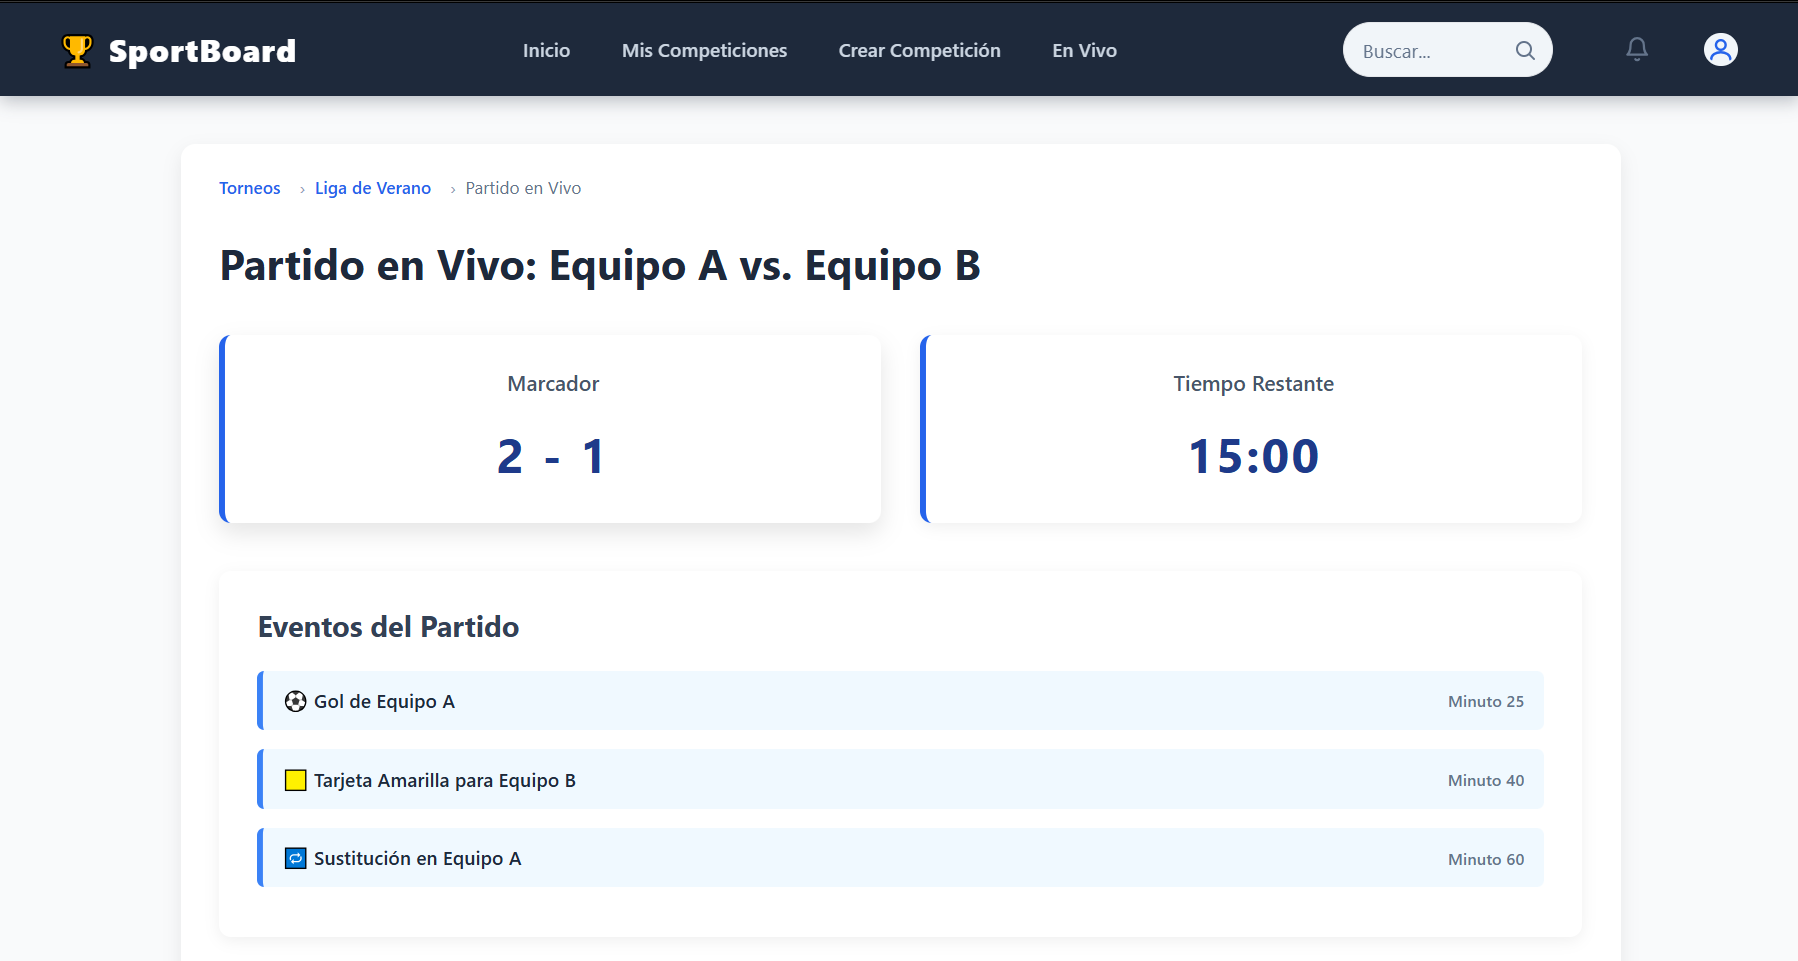 SportBoard
Inicio
Mis Competiciones
Crear Competición
En Vivo
Buscar...
Torneos › Liga de Verano › Partido en Vivo
Partido en Vivo: Equipo A vs. Equipo B
Marcador
2 - 1
Tiempo Restante
15:00
Eventos del Partido
Gol de Equipo A
Minuto 25
Tarjeta Amarilla para Equipo B
Minuto 40
Sustitución en Equipo A
Minuto 60